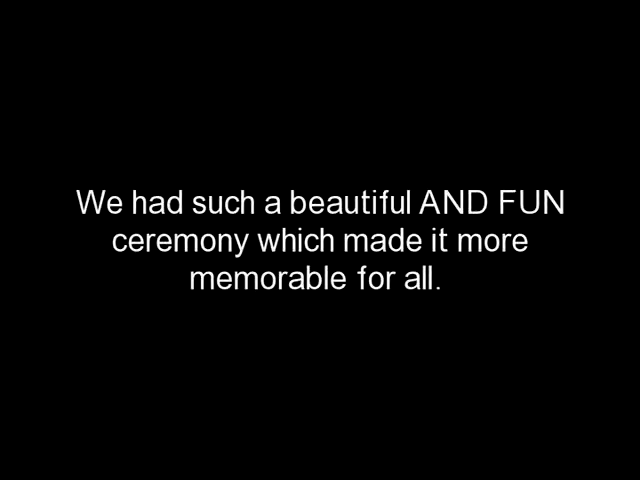 We had such a beautiful AND FUN
ceremony which made it more
memorable for all.